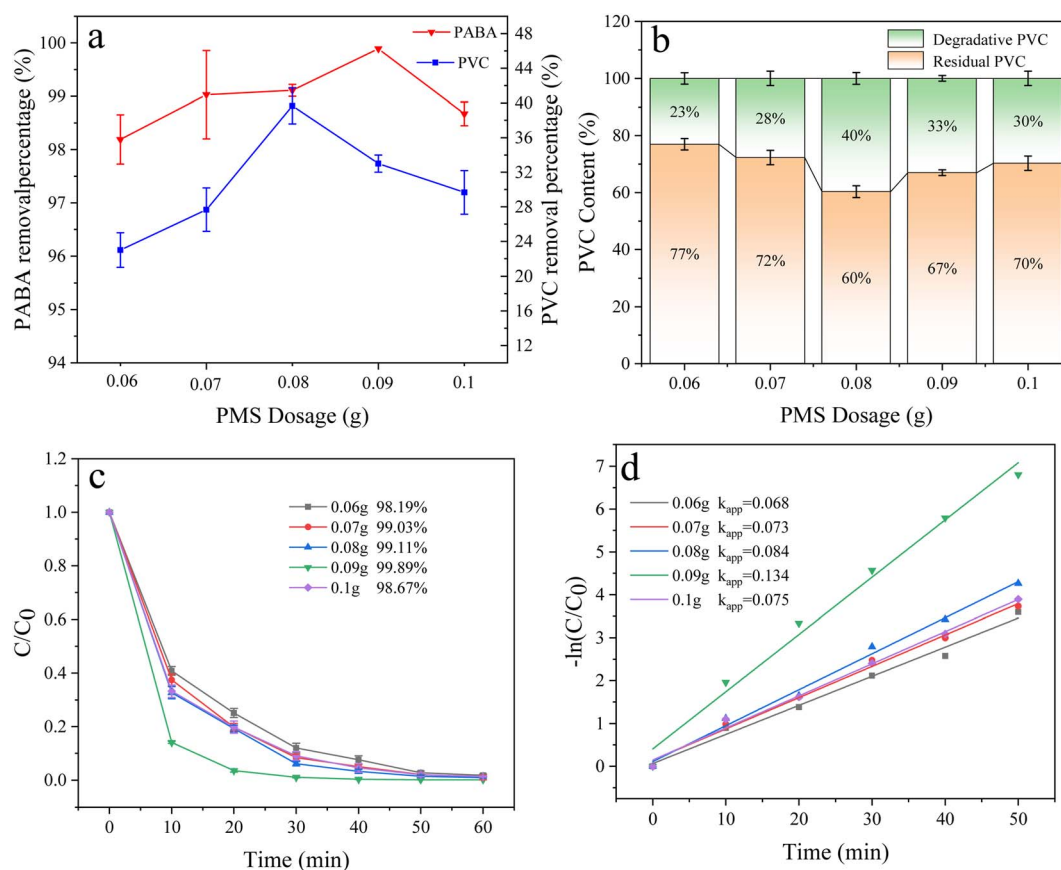 a
PABA
PVC
PABA removalpercentage (%)
100
99
98
97
96
95
94
48
44
40
36
32
28
24
20
16
12
PVC removal percentage (%)
0.06 0.07 0.08 0.09 0.1
PMS Dosage (g)
b
Degradative PVC
Residual PVC
PVC Content (%)
120
100
80
60
40
20
0
23% 28% 40% 33% 30%
77% 72% 60% 67% 70%
0.06 0.07 0.08 0.09 0.1
PMS Dosage (g)
c
0.06g 98.19%
0.07g 99.03%
0.08g 99.11%
0.09g 99.89%
0.1g 98.67%
C/C0
1.2
1.0
0.8
0.6
0.4
0.2
0.0
0 10 20 30 40 50 60
Time (min)
d
0.06g kapp=0.068
0.07g kapp=0.073
0.08g kapp=0.084
0.09g kapp=0.134
0.1g kapp=0.075
-ln(C/C0)
7
6
5
4
3
2
1
0
0 10 20 30 40 50
Time (min)